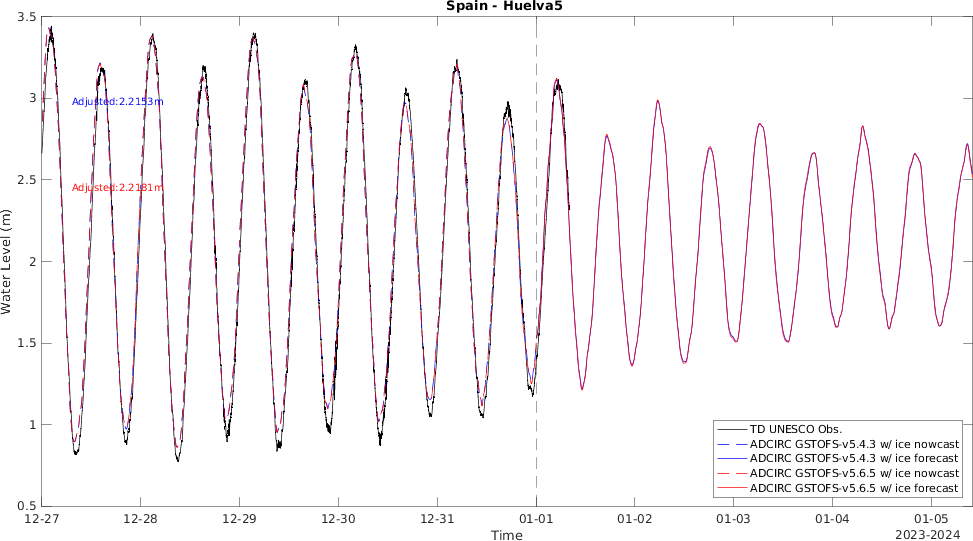 Spain - Huelva5
3.5
3
2.5
2
1.5
1
0.5
Water Level (m)
Adjusted:2.2153m
Adjusted:2.2181m
TD UNESCO Obs.
ADCIRC GSTOFS-v5.4.3 w/ ice nowcast
ADCIRC GSTOFS-v5.4.3 w/ ice forecast
ADCIRC GSTOFS-v5.6.5 w/ ice nowcast
ADCIRC GSTOFS-v5.6.5 w/ ice forecast
12-27 12-28 12-29 12-30 12-31 01-01 01-02 01-03 01-04 01-05
Time
2023-2024